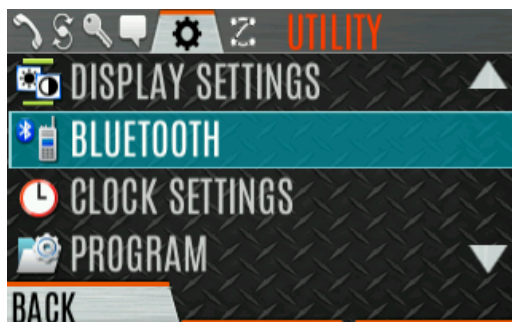 UTILITY
DISPLAY SETTINGS
BLUETOOTH
CLOCK SETTINGS
PROGRAM
BACK